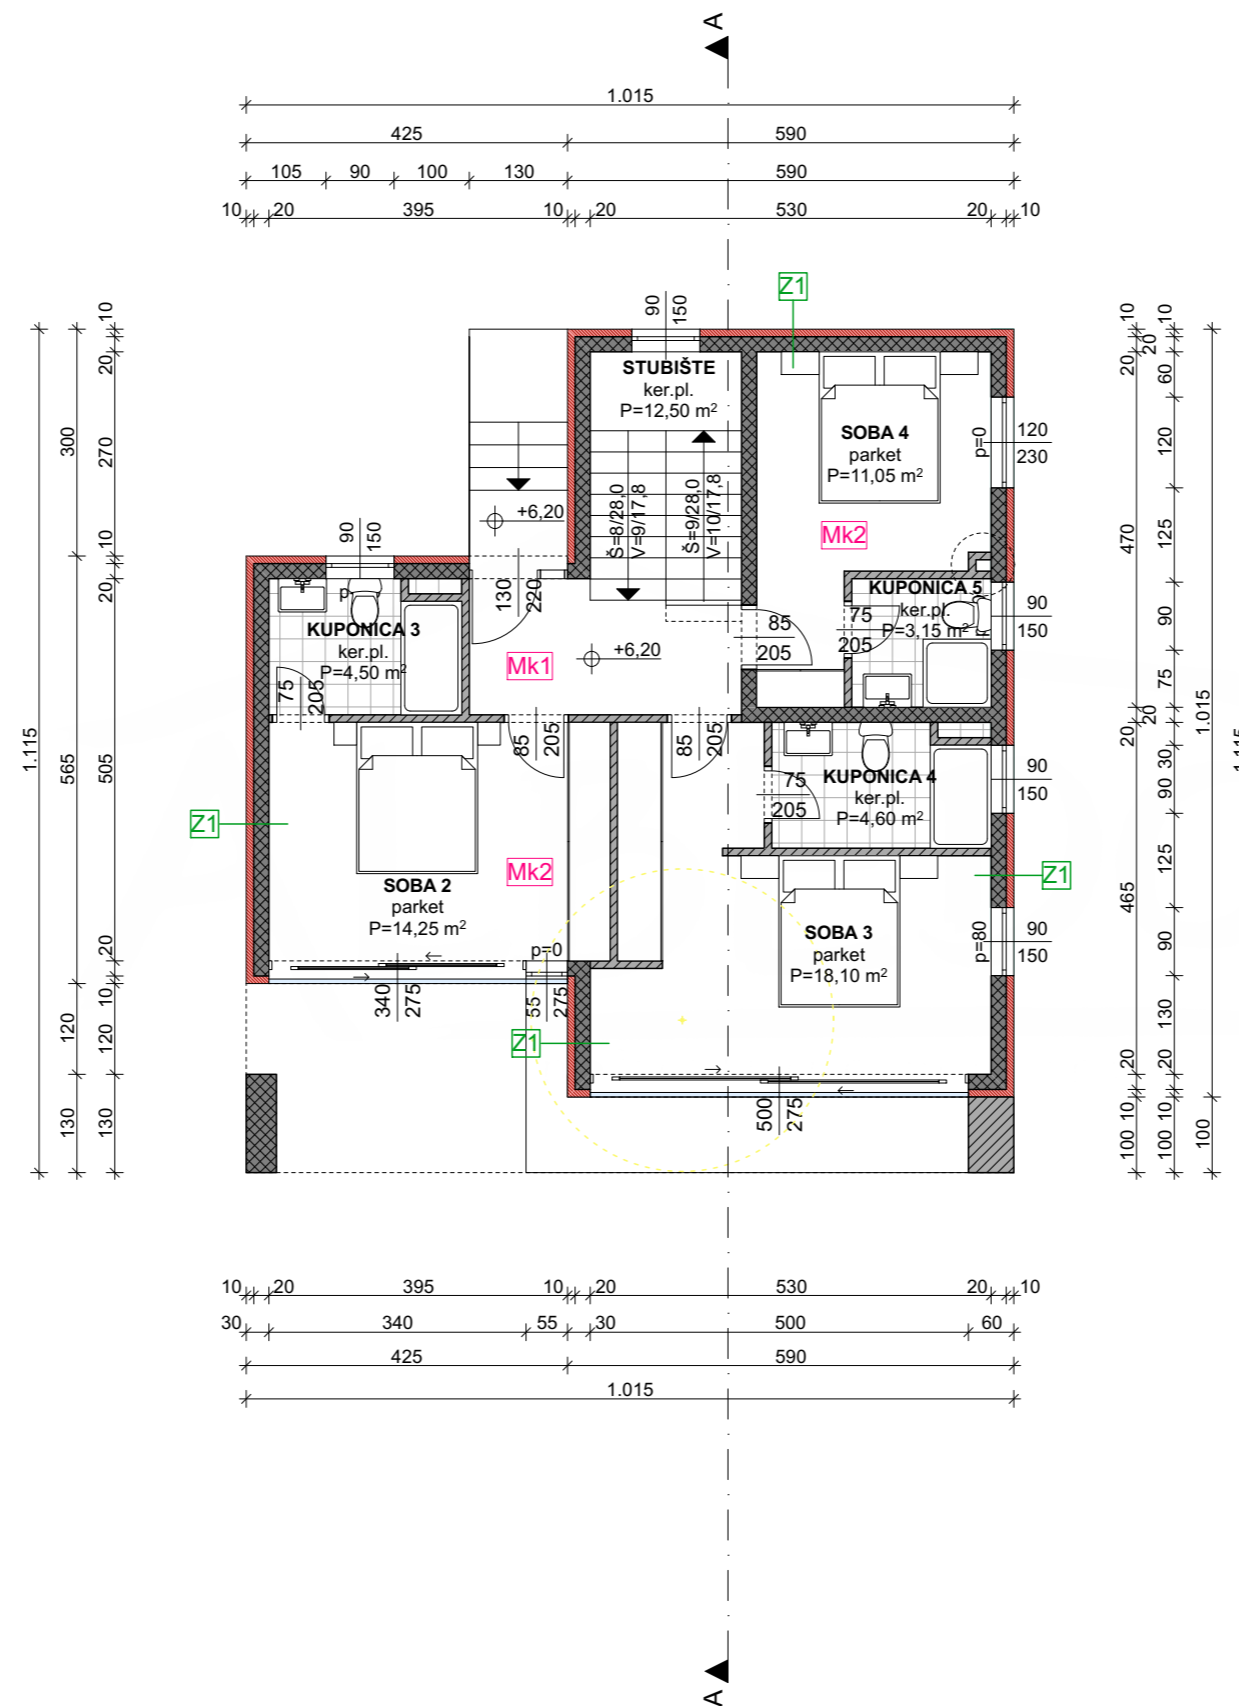 A
1.015
425 590
105 90 100 130 590
10 20 395 10 20 530 20 10
Z1
90
150
STUBIŠTE
ker.pl.
P=12,50 m²
Š=8/28,0
V=9/17,8
Š=9/28,0
V=10/17,8
SOBA 4
parket
P=11,05 m²
p=0
120
230
Mk2
+6,20
130
220
90
150
KUPONICA 3
ker.pl.
P=4,50 m²
75
205
Mk1
+6,20
85
205
KUPONICA 5
ker.pl.
P=3,15 m²
75
205
90
150
85
205
85
205
KUPONICA 4
ker.pl.
P=4,60 m²
75
205
90
150
Z1
Mk2
SOBA 2
parket
P=14,25 m²
p=0
340
275
55
275
Z1
Z1
SOBA 3
parket
P=18,10 m²
p=80
90
150
500
275
1.115
300 565 120 130
10 20 270 10 20 505 20 10 120 130
10 20 470 20 465 20 10 100
10 20 60 120 125 90 75 20 30 90 125 90 130 20 10 100
1.015 100
1.115
10 20 395 10 20 530 20 10
30 340 55 30 500 60
425 590
1.015
A